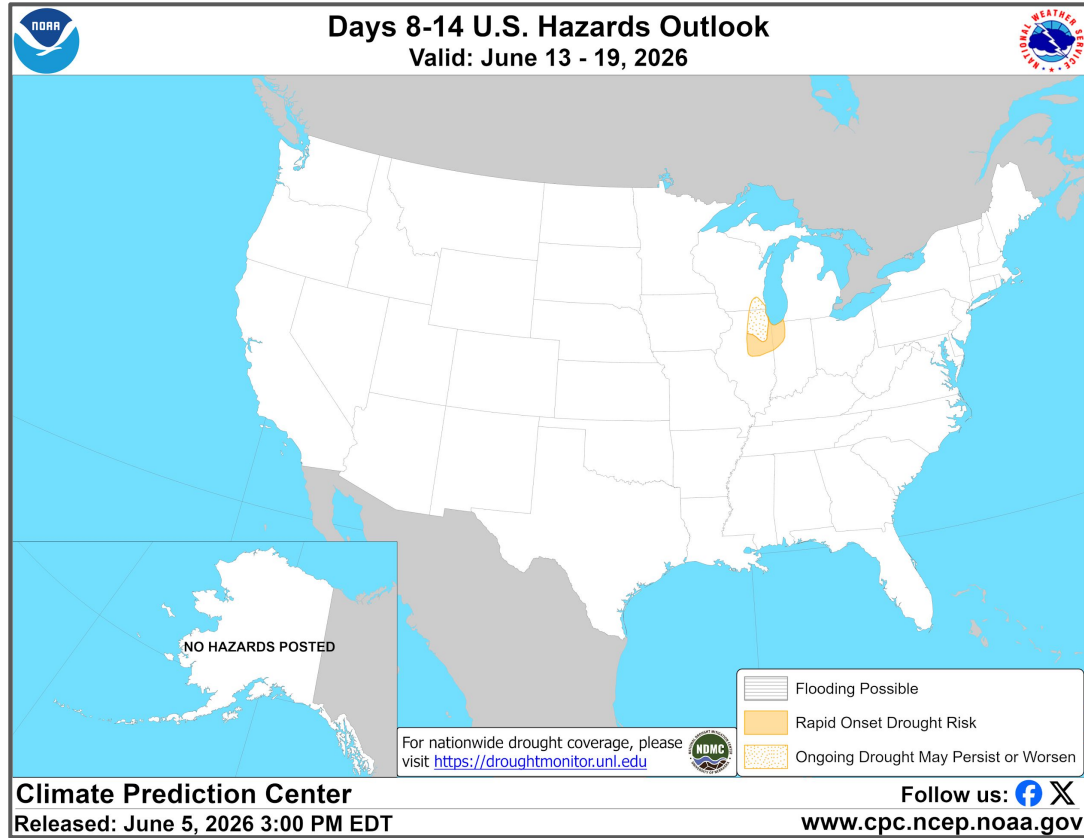 NOAA
Days 8-14 U.S. Hazards Outlook
Valid: June 13 - 19, 2026
NATIONAL WEATHER SERVICE
NO HAZARDS POSTED
For nationwide drought coverage, please
visit https://droughtmonitor.unl.edu
NDMC
Flooding Possible
Rapid Onset Drought Risk
Ongoing Drought May Persist or Worsen
Climate Prediction Center
Released: June 5, 2026 3:00 PM EDT
Follow us:
www.cpc.ncep.noaa.gov